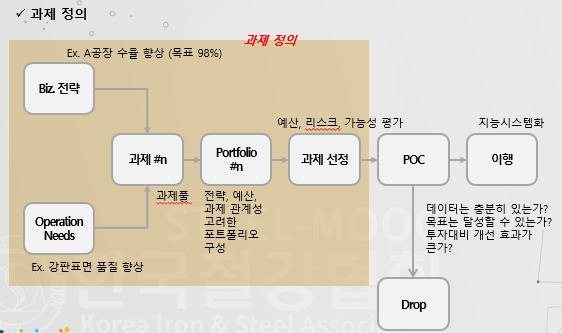 ✓ 과제 정의
과제 정의
Ex. A공장 수율 향상 (목표 98%)
Biz. 전략
예산, 리스크, 가능성 평가
지능시스템화
과제 #n
Portfolio
#n
과제 선정
POC
이행
과제풀
전략, 예산,
과제 관계성
고려한
포트폴리오
구성
Operation
Needs
데이터는 충분히 있는가?
목표는 달성할 수 있는가?
투자대비 개선 효과가
큰가?
Ex. 강판표면 품질 향상
Drop
한국철강협회
Korea Iron & Steel Associat